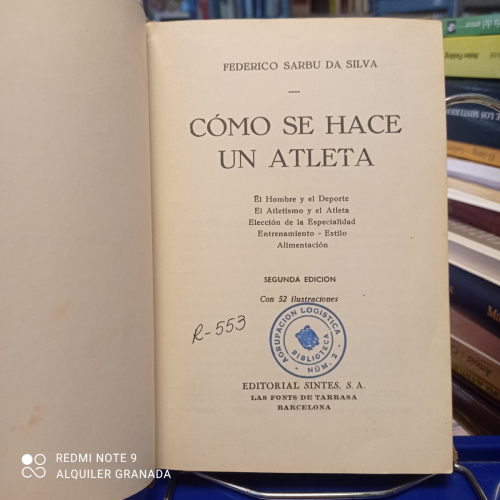 FEDERICO SARBU DA SILVA
CÓMO SE HACE
UN ATLETA
El Hombre y el Deporte
El Atletismo y el Atleta
Elección de la Especialidad
Entrenamiento - Estilo
Alimentación
SEGUNDA EDICION
Con 52 ilustraciones
R-553
AGRUPACIÓN LOGISTICA
BIBLIOTECA
- NÚM. 2 -
EDITORIAL SINTES, S. A.
LAS FONTS DE TARRASA
BARCELONA
REDMI NOTE 9
ALQUILER GRANADA